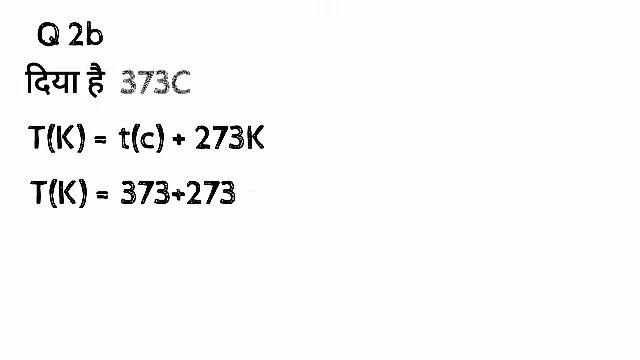 Q 2b
दिया है 373C
T(K) = t(c) + 273K
T(K) = 373+273